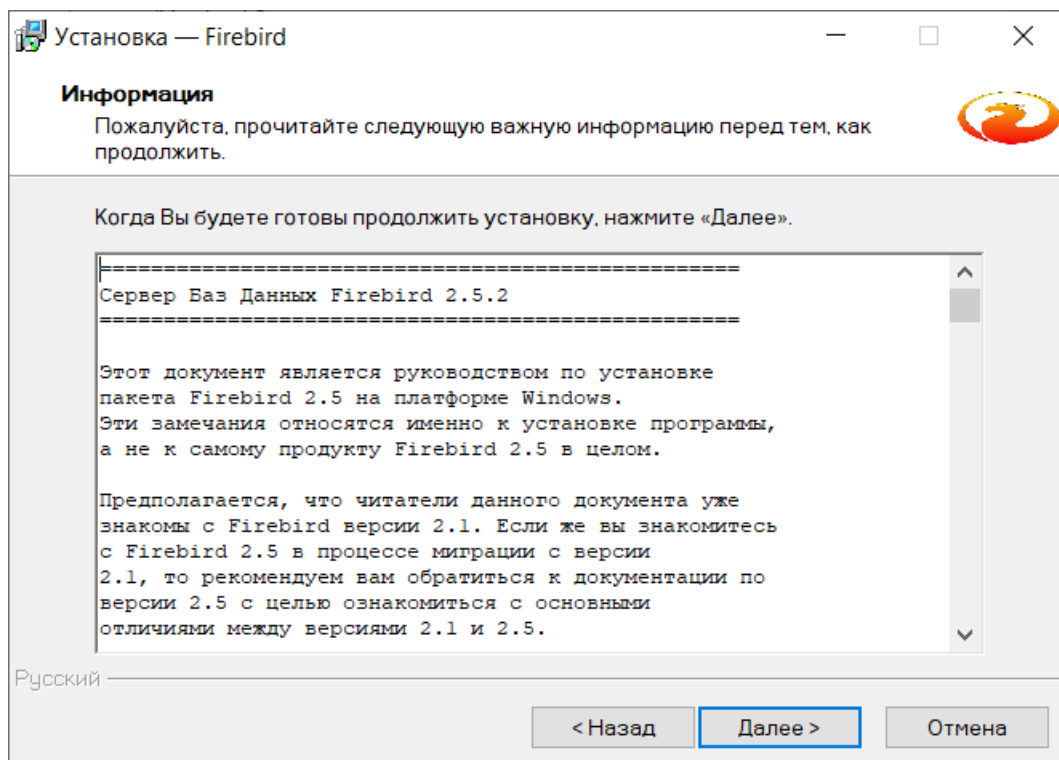 Установка — Firebird
Информация
Пожалуйста, прочитайте следующую важную информацию перед тем, как
продолжить.
Когда Вы будете готовы продолжить установку, нажмите «Далее».
==================================================
Сервер Баз Данных Firebird 2.5.2
==================================================
Этот документ является руководством по установке
пакета Firebird 2.5 на платформе Windows.
Эти замечания относятся именно к установке программы,
а не к самому продукту Firebird 2.5 в целом.
Предполагается, что читатели данного документа уже
знакомы с Firebird версии 2.1. Если же вы знакомитесь
с Firebird 2.5 в процессе миграции с версии
2.1, то рекомендуем вам обратиться к документации по
версии 2.5 с целью ознакомиться с основными
отличиями между версиями 2.1 и 2.5.
Русский
< Назад
Далее >
Отмена